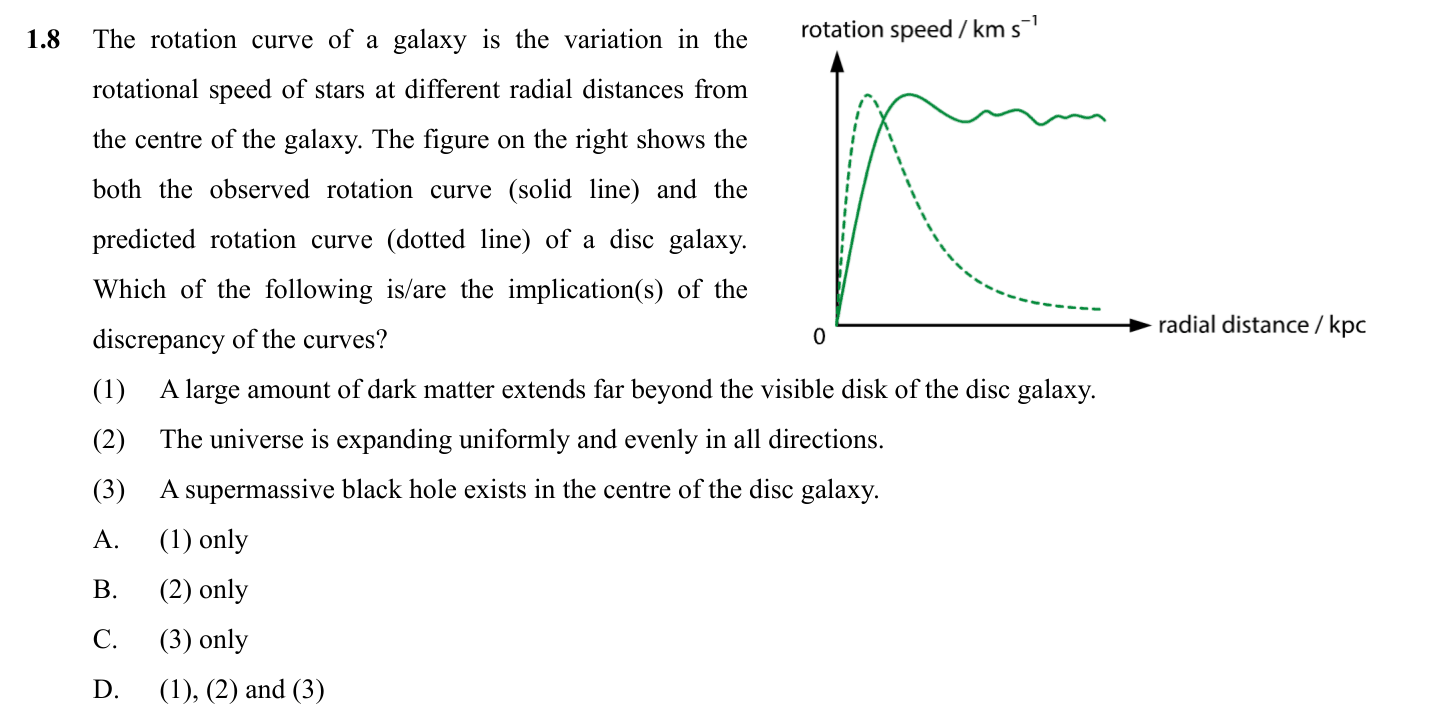 1.8 The rotation curve of a galaxy is the variation in the
rotational speed of stars at different radial distances from
the centre of the galaxy. The figure on the right shows the
both the observed rotation curve (solid line) and the
predicted rotation curve (dotted line) of a disc galaxy.
Which of the following is/are the implication(s) of the
discrepancy of the curves?
rotation speed / km s⁻¹
0
radial distance / kpc
(1) A large amount of dark matter extends far beyond the visible disk of the disc galaxy.
(2) The universe is expanding uniformly and evenly in all directions.
(3) A supermassive black hole exists in the centre of the disc galaxy.
A. (1) only
B. (2) only
C. (3) only
D. (1), (2) and (3)